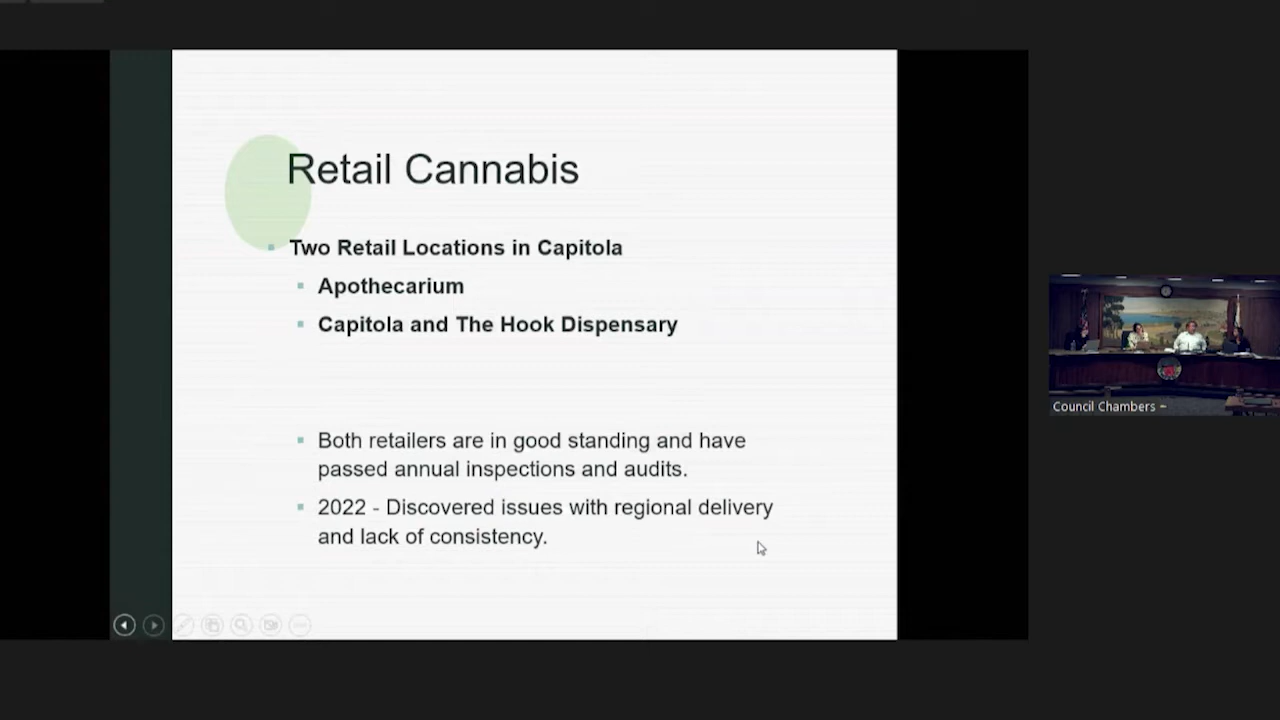 Retail Cannabis
Two Retail Locations in Capitola
Apothecarium
Capitola and The Hook Dispensary
Both retailers are in good standing and have
passed annual inspections and audits.
2022 - Discovered issues with regional delivery
and lack of consistency.
Council Chambers